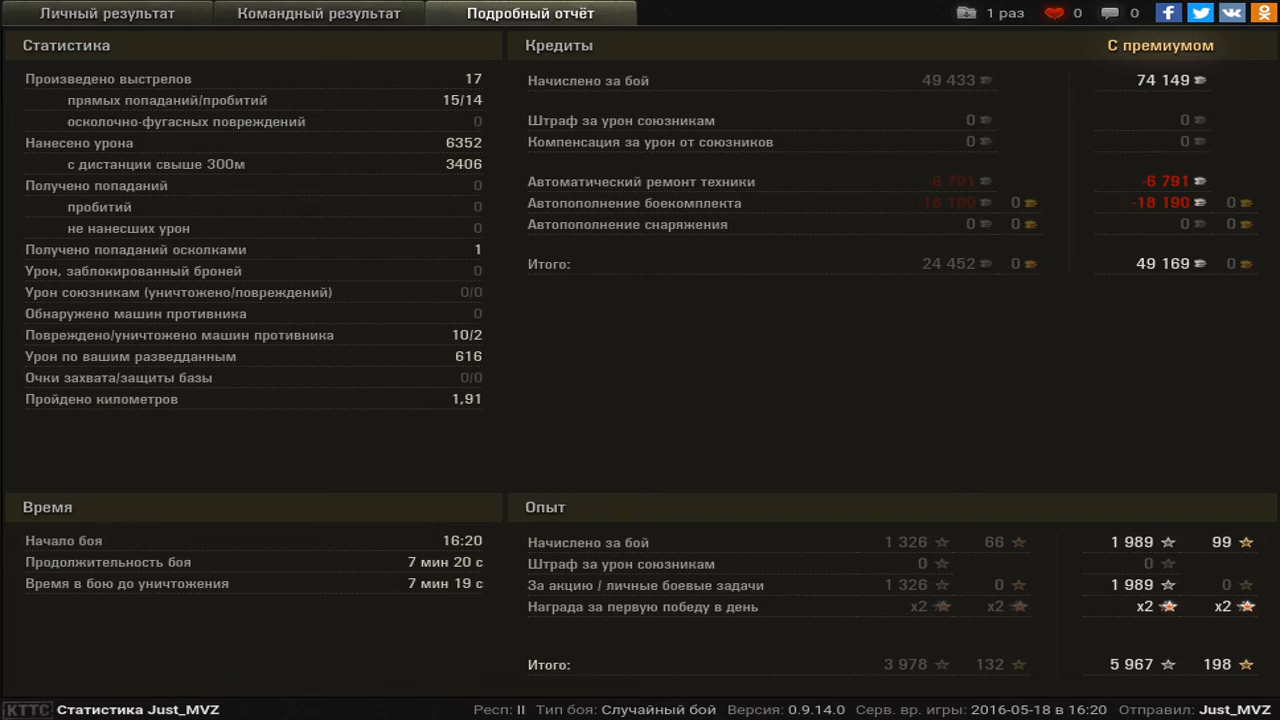 Личный результат Командный результат Подробный отчёт 1 раз 0 0
Статистика
Произведено выстрелов 17
прямых попаданий/пробитий 15/14
осколочно-фугасных повреждений 0
Нанесено урона 6352
с дистанции свыше 300м 3406
Получено попаданий 0
пробитий 0
не нанесших урон 0
Получено попаданий осколками 1
Урон, заблокированный броней 0
Урон союзникам (уничтожено/повреждений) 0/0
Обнаружено машин противника 0
Повреждено/уничтожено машин противника 10/2
Урон по вашим разведданным 616
Очки захвата/защиты базы 0/0
Пройдено километров 1,91
Кредиты С премиумом
Начислено за бой 49 433 74 149
Штраф за урон союзникам 0 0
Компенсация за урон от союзников 0 0
Автоматический ремонт техники -6 791 -6 791
Автопополнение боекомплекта -18 190 0 -18 190 0
Автопополнение снаряжения 0 0 0 0
Итого: 24 452 0 49 169 0
Время
Начало боя 16:20
Продолжительность боя 7 мин 20 с
Время в бою до уничтожения 7 мин 19 с
Опыт
Начислено за бой 1 326 66 1 989 99
Штраф за урон союзникам 0 0
За акцию / личные боевые задачи 1 326 0 1 989 0
Награда за первую победу в день x2 x2 x2 x2
Итого: 3 978 132 5 967 198
КТТС Статистика Just_MVZ Респ: II Тип боя: Случайный бой Версия: 0.9.14.0 Серв. вр. игры: 2016-05-18 в 16:20 Отправил: Just_MVZ